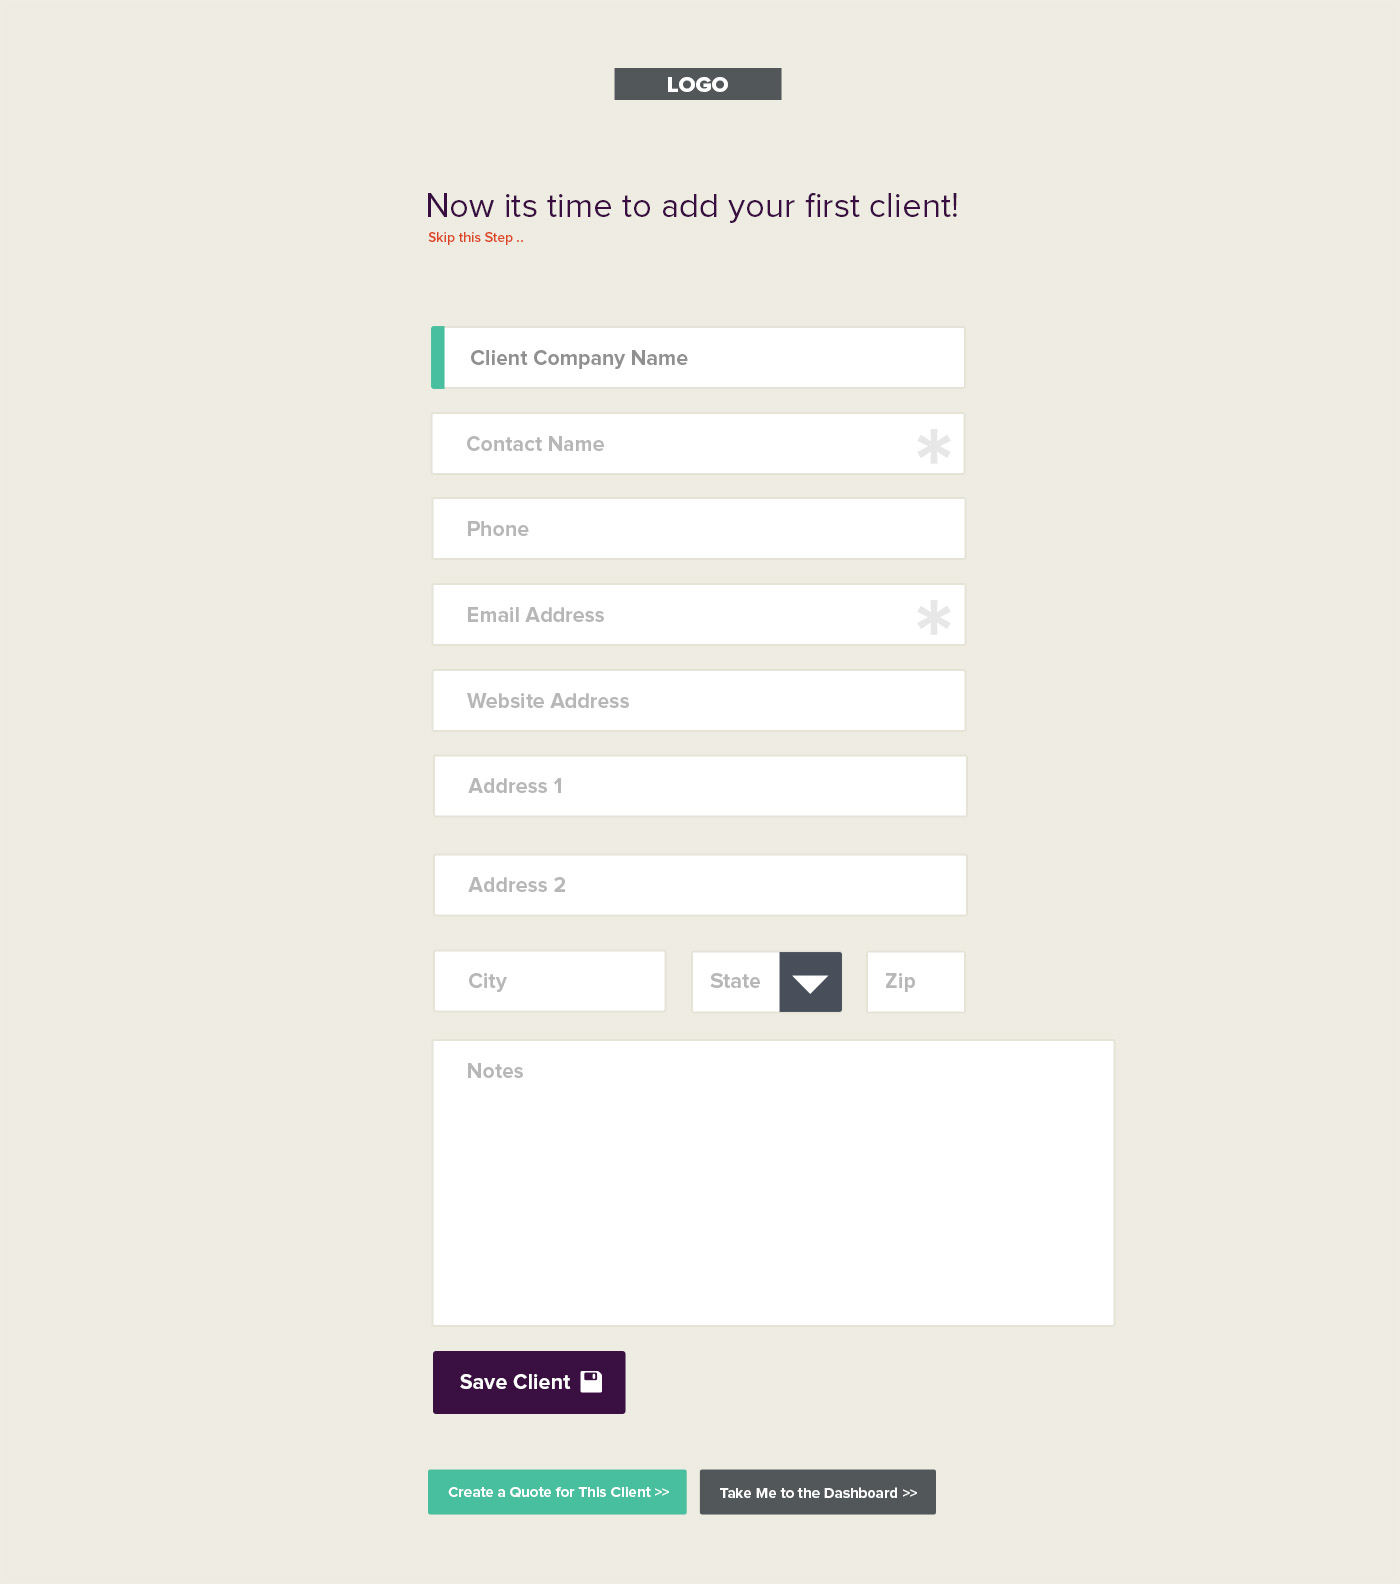 LOGO
Now its time to add your first client!
Skip this Step ..
Client Company Name
Contact Name
Phone
Email Address
Website Address
Address 1
Address 2
City
State
Zip
Notes
Save Client
Create a Quote for This Client >>
Take Me to the Dashboard >>